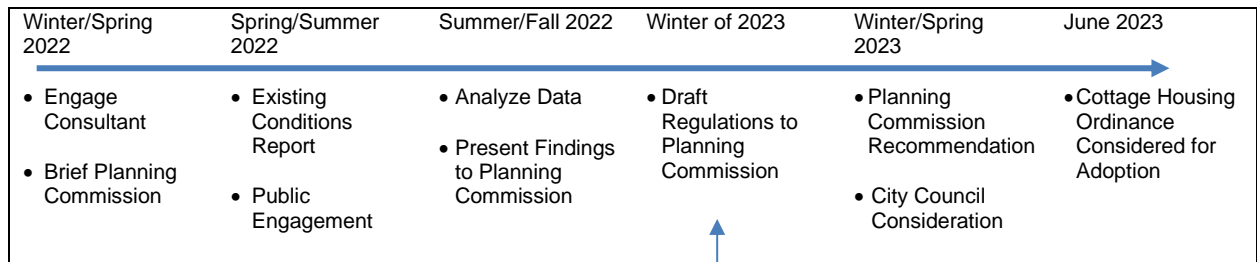 Winter/Spring
2022
• Engage
Consultant
• Brief Planning
Commission
Spring/Summer
2022
• Existing
Conditions
Report
• Public
Engagement
Summer/Fall 2022
• Analyze Data
• Present Findings
to Planning
Commission
Winter of 2023
• Draft
Regulations to
Planning
Commission
Winter/Spring
2023
• Planning
Commission
Recommendation
• City Council
Consideration
June 2023
• Cottage Housing
Ordinance
Considered for
Adoption